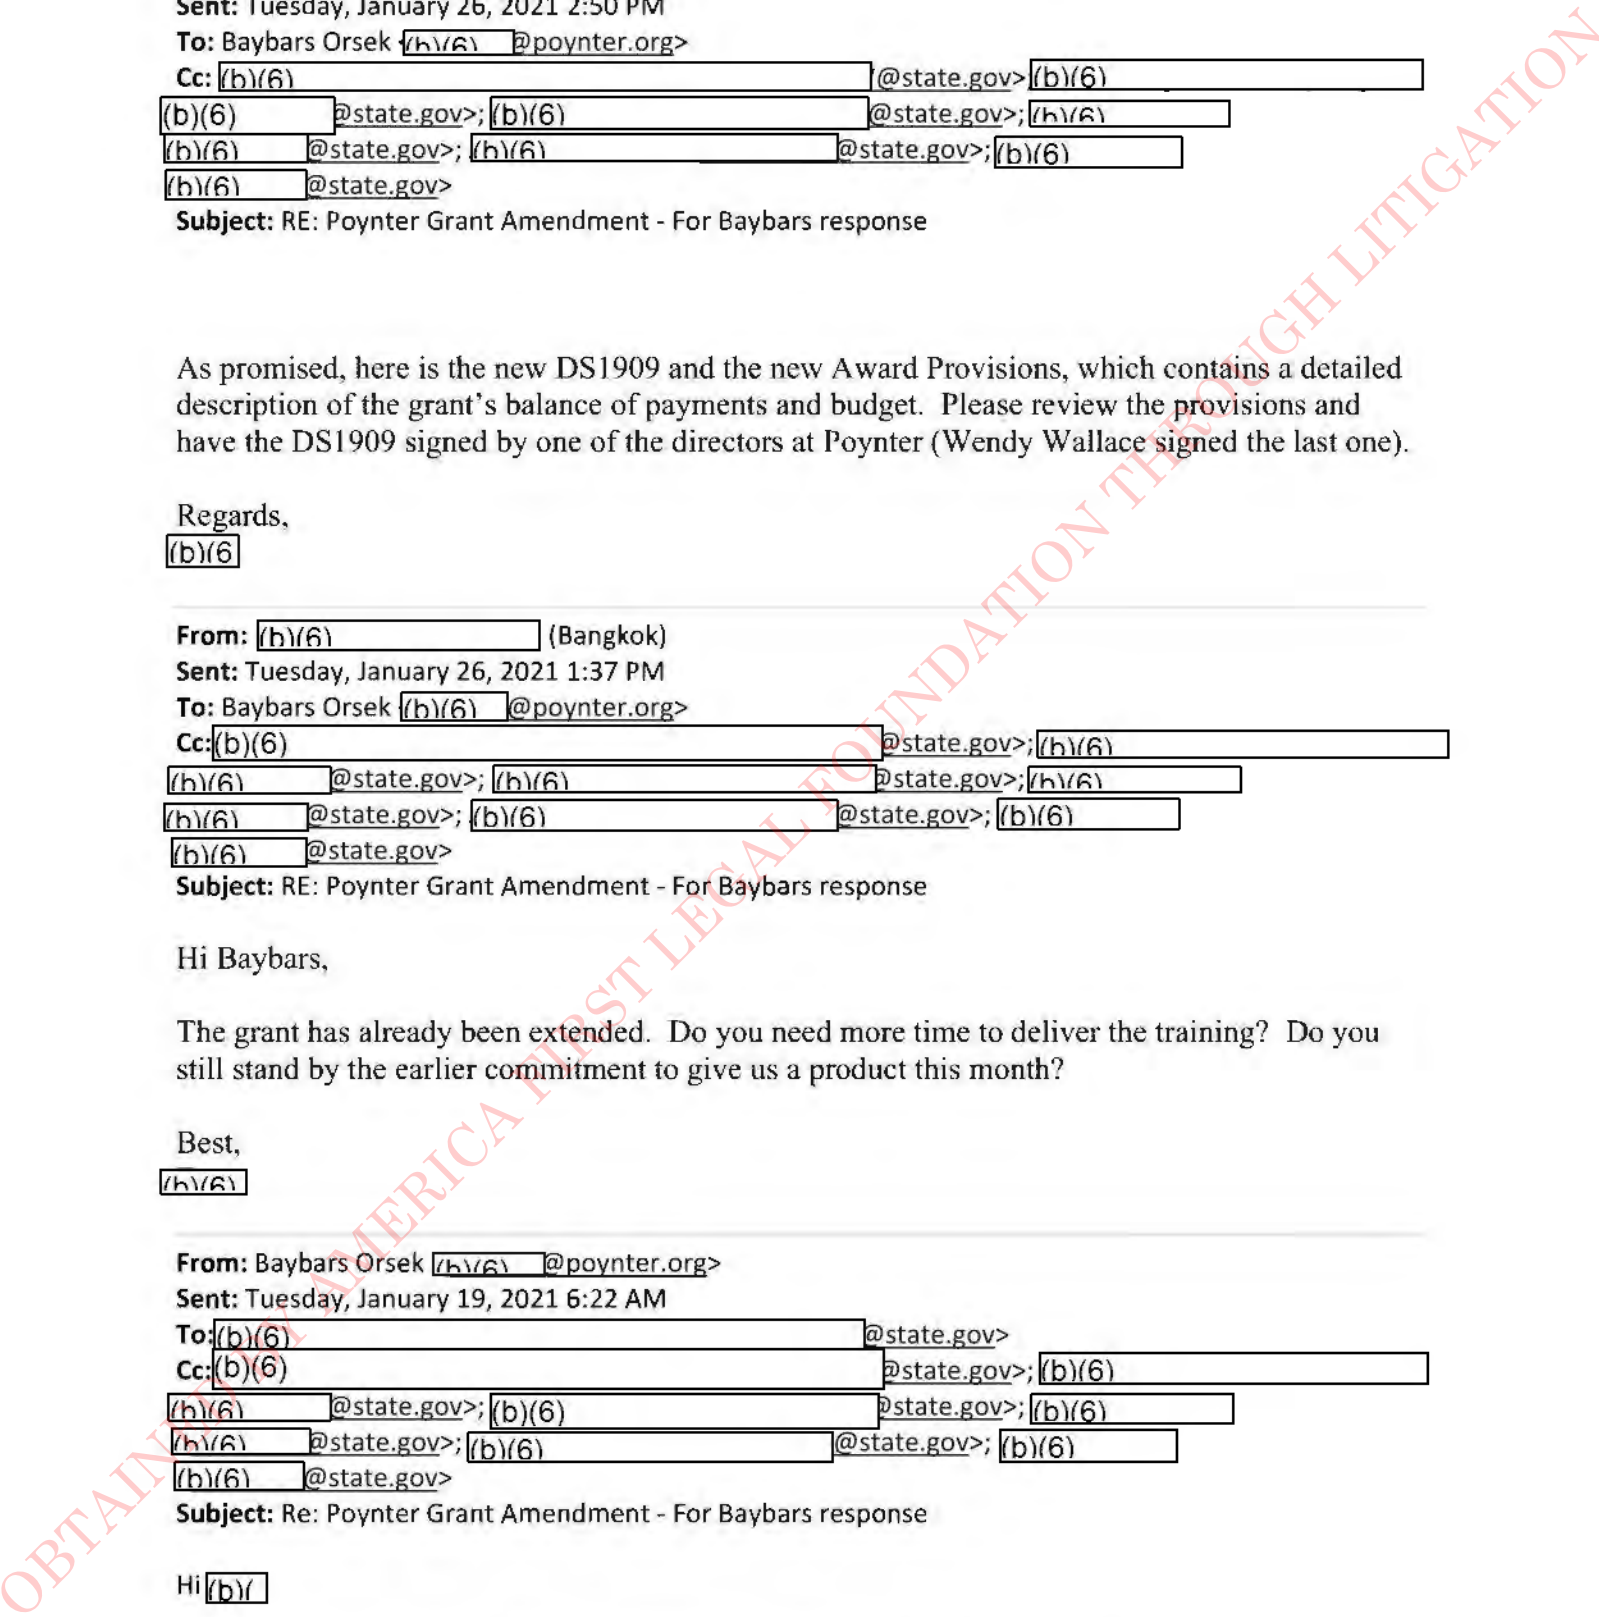 Sent: Tuesday, January 26, 2021 2:50 PM
To: Baybars Orsek (b)(6) @poynter.org>
Cc: (b)(6) @state.gov> (b)(6)
(b)(6) @state.gov>; (b)(6) @state.gov>; (b)(6)
(b)(6) @state.gov>; (b)(6) @state.gov>; (b)(6)
(b)(6) @state.gov>
Subject: RE: Poynter Grant Amendment - For Baybars response
As promised, here is the new DS1909 and the new Award Provisions, which contains a detailed
description of the grant's balance of payments and budget. Please review the provisions and
have the DS1909 signed by one of the directors at Poynter (Wendy Wallace signed the last one).
Regards,
(b)(6
From: (b)(6) (Bangkok)
Sent: Tuesday, January 26, 2021 1:37 PM
To: Baybars Orsek (b)(6) @poynter.org>
Cc: (b)(6) @state.gov>; (b)(6)
(b)(6) @state.gov>; (b)(6) @state.gov>; (b)(6)
(b)(6) @state.gov>; (b)(6) @state.gov>; (b)(6)
(b)(6) @state.gov>
Subject: RE: Poynter Grant Amendment - For Baybars response
Hi Baybars,
The grant has already been extended. Do you need more time to deliver the training? Do you
still stand by the earlier commitment to give us a product this month?
Best,
(b)(6)
From: Baybars Orsek (b)(6) @poynter.org>
Sent: Tuesday, January 19, 2021 6:22 AM
To: (b)(6) @state.gov>
Cc: (b)(6) @state.gov>; (b)(6)
(b)(6) @state.gov>; (b)(6) @state.gov>; (b)(6)
(b)(6) @state.gov>; (b)(6) @state.gov>; (b)(6)
(b)(6) @state.gov>
Subject: Re: Poynter Grant Amendment - For Baybars response
Hi (b)(
OBTAINED BY AMERICA FIRST LEGAL FOUNDATION THROUGH LITIGATION